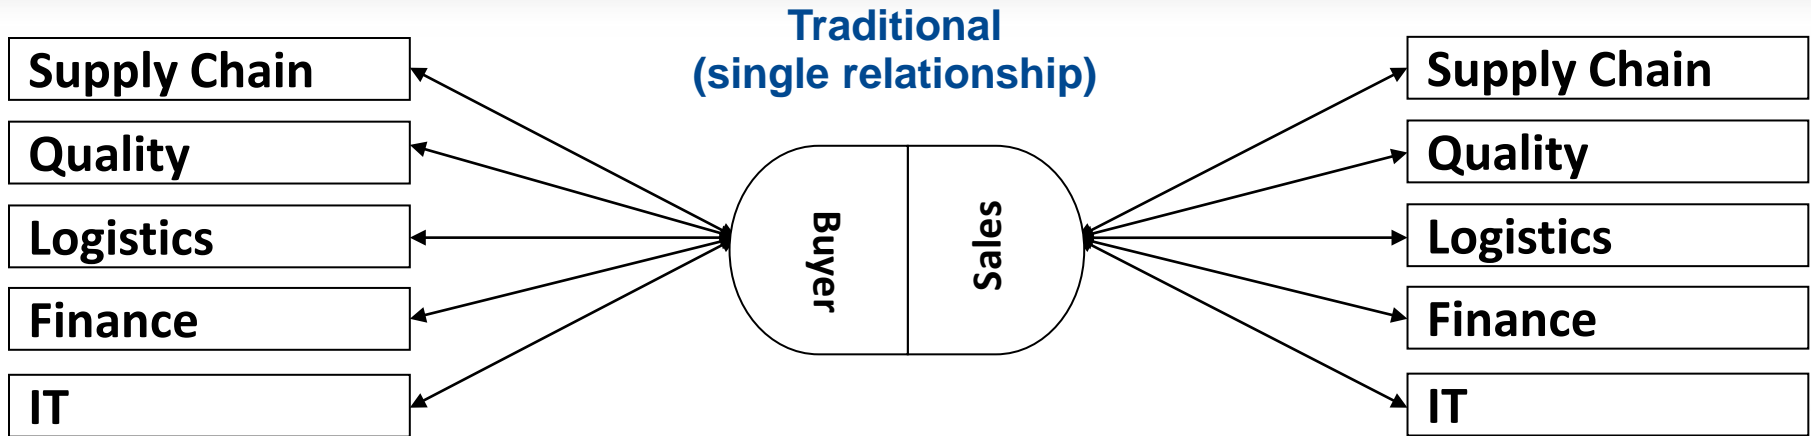 Traditional
(single relationship)
Supply Chain
Quality
Logistics
Finance
IT
Buyer
Sales
Supply Chain
Quality
Logistics
Finance
IT